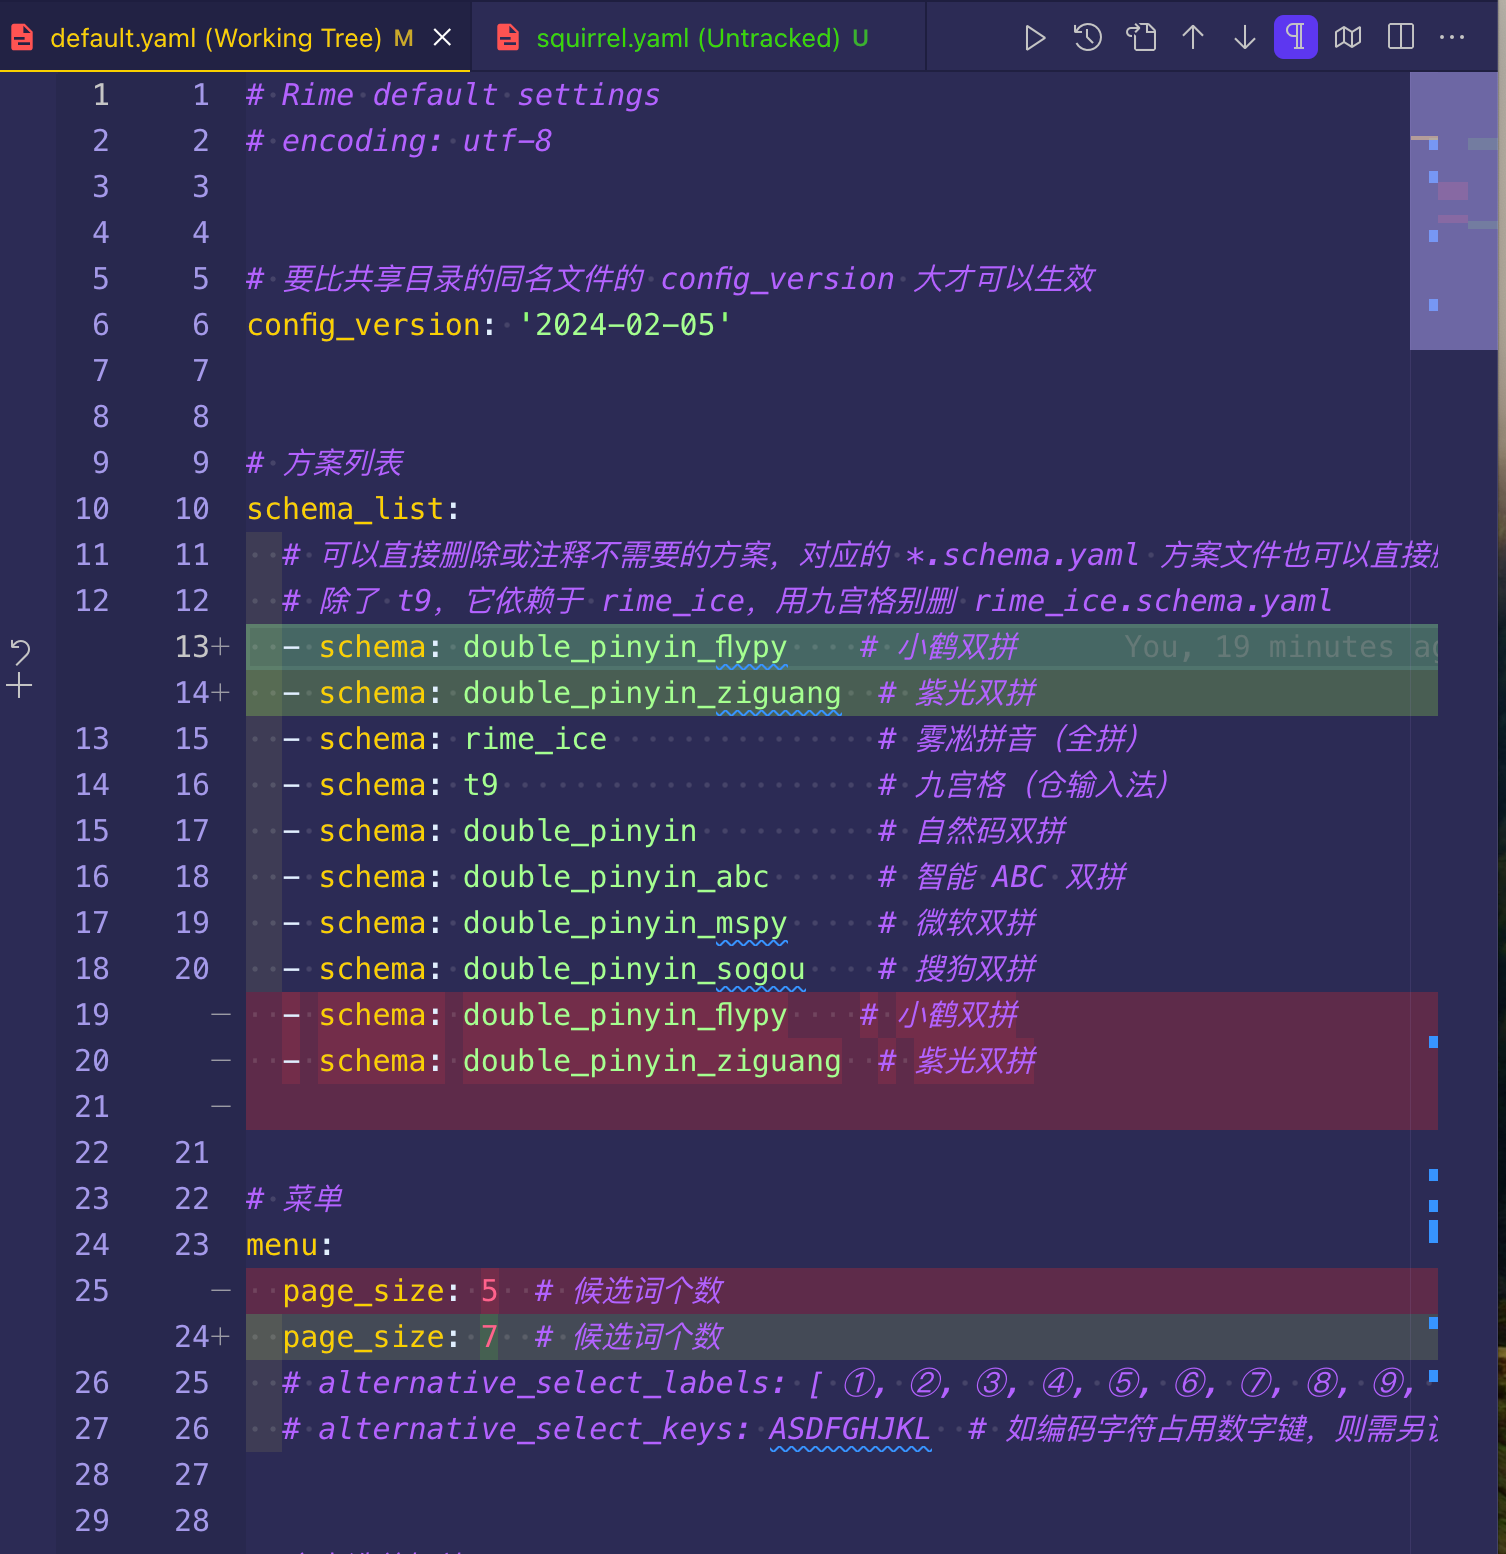 default.yaml (Working Tree) M
squirrel.yaml (Untracked) U
1 1 # Rime default settings
2 2 # encoding: utf-8
3 3
4 4
5 5 # 要比共享目录的同名文件的 config_version 大才可以生效
6 6 config_version: '2024-02-05'
7 7
8 8
9 9 # 方案列表
10 10 schema_list:
11 11 # 可以直接删除或注释不需要的方案，对应的 *.schema.yaml 方案文件也可以直接
12 12 # 除了 t9，它依赖于 rime_ice，用九宫格别删 rime_ice.schema.yaml
13+ - schema: double_pinyin_flypy # 小鹤双拼 You, 19 minutes
14+ - schema: double_pinyin_ziguang # 紫光双拼
13 15 - schema: rime_ice # 雾凇拼音（全拼）
14 16 - schema: t9 # 九宫格（仓输入法）
15 17 - schema: double_pinyin # 自然码双拼
16 18 - schema: double_pinyin_abc # 智能 ABC 双拼
17 19 - schema: double_pinyin_mspy # 微软双拼
18 20 - schema: double_pinyin_sogou # 搜狗双拼
19 — - schema: double_pinyin_flypy # 小鹤双拼
20 — - schema: double_pinyin_ziguang # 紫光双拼
21 —
22 21
23 22 # 菜单
24 23 menu:
25 — page_size: 5 # 候选词个数
24+ page_size: 7 # 候选词个数
26 25 # alternative_select_labels: [ ①, ②, ③, ④, ⑤, ⑥, ⑦, ⑧, ⑨,
27 26 # alternative_select_keys: ASDFGHJKL # 如编码字符占用数字键，则需另
28 27
29 28